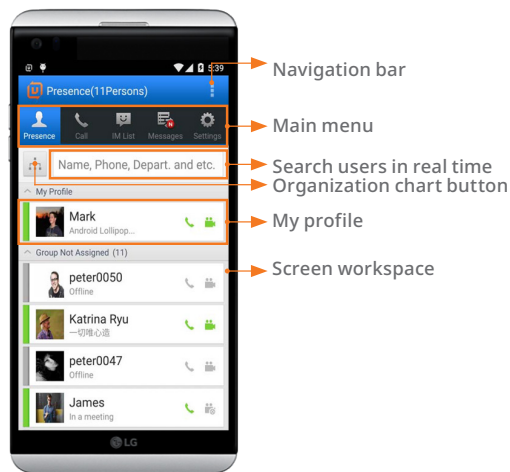 5:39
Navigation bar
Presence(11Persons)
Presence
Call
IM List
Messages
N
Settings
Main menu
Name, Phone, Depart. and etc.
Search users in real time
Organization chart button
My Profile
Mark
Android Lollipop...
My profile
Group Not Assigned (11)
Screen workspace
peter0050
Offline
Katrina Ryu
一切唯心造
peter0047
Offline
James
In a meeting
LG